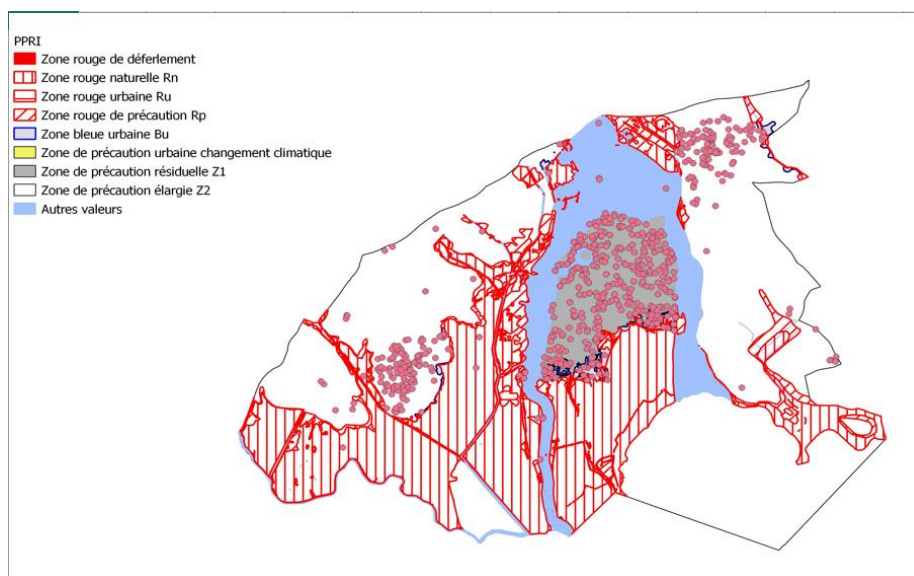 PPRI
Zone rouge de déferlement
Zone rouge naturelle Rn
Zone rouge urbaine Ru
Zone rouge de précaution Rp
Zone bleue urbaine Bu
Zone de précaution urbaine changement climatique
Zone de précaution résiduelle Z1
Zone de précaution élargie Z2
Autres valeurs